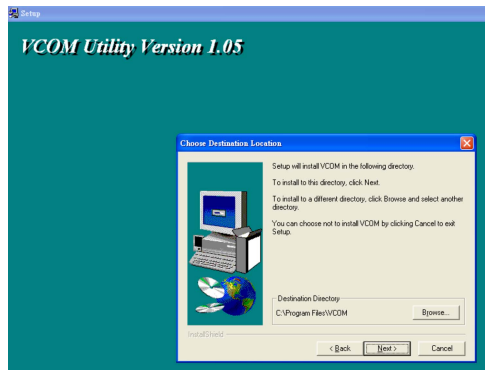 Setup
VCOM Utility Version 1.05
Choose Destination Location
Setup will install VCOM in the following directory.
To install to this directory, click Next.
To install to a different directory, click Browse and select another
directory.
You can choose not to install VCOM by clicking Cancel to exit
Setup.
Destination Directory
C:\Program Files\VCOM
Browse...
InstallShield
< Back
Next >
Cancel